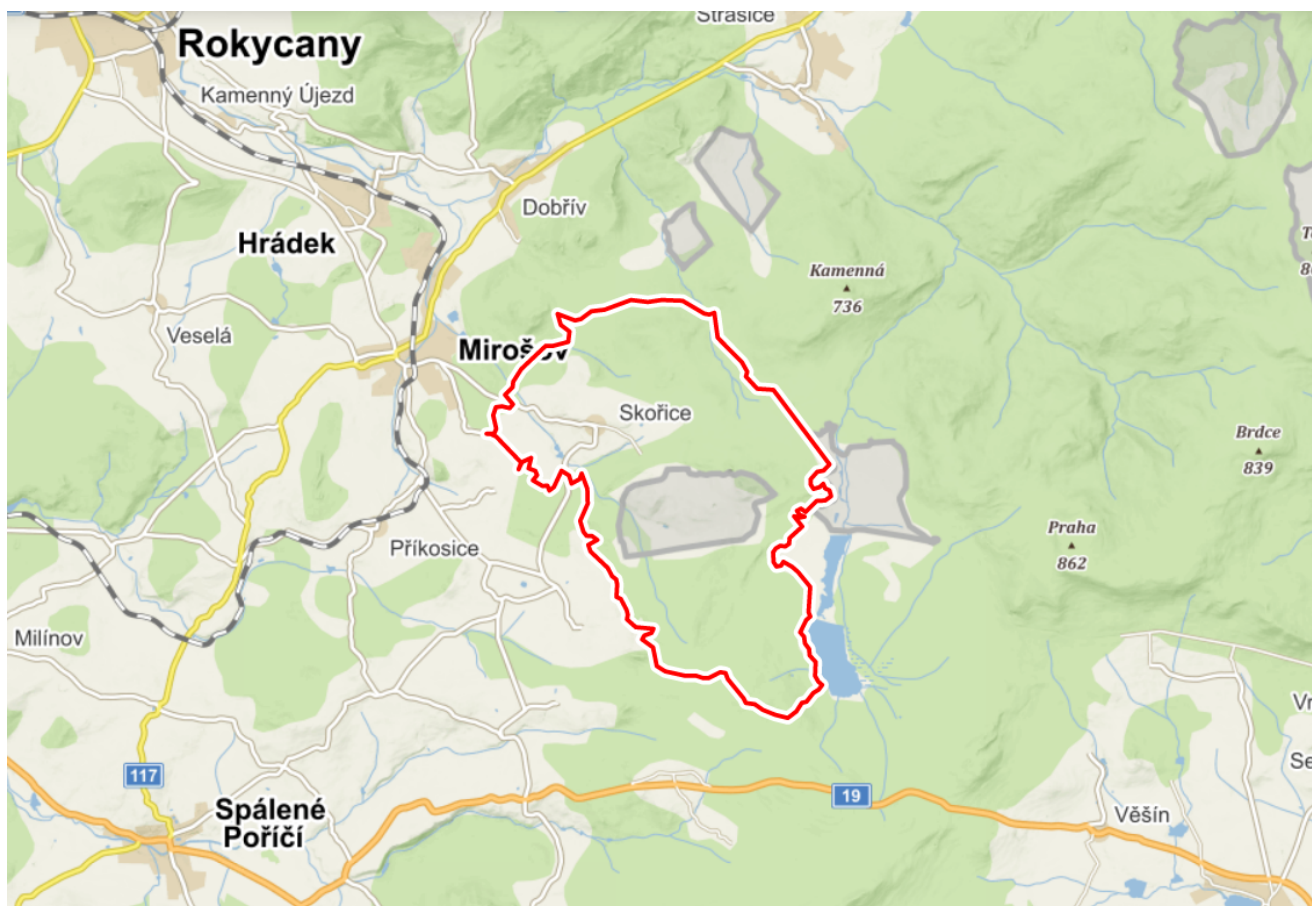 Strašice
Rokycany
Kamenný Újezd
Dobřív
Hrádek
Kamenná
736
Veselá
Mirošov
Skořice
Brdce
839
Praha
862
Příkosice
Milínov
117
19
Věšín
Spálené
Poříčí